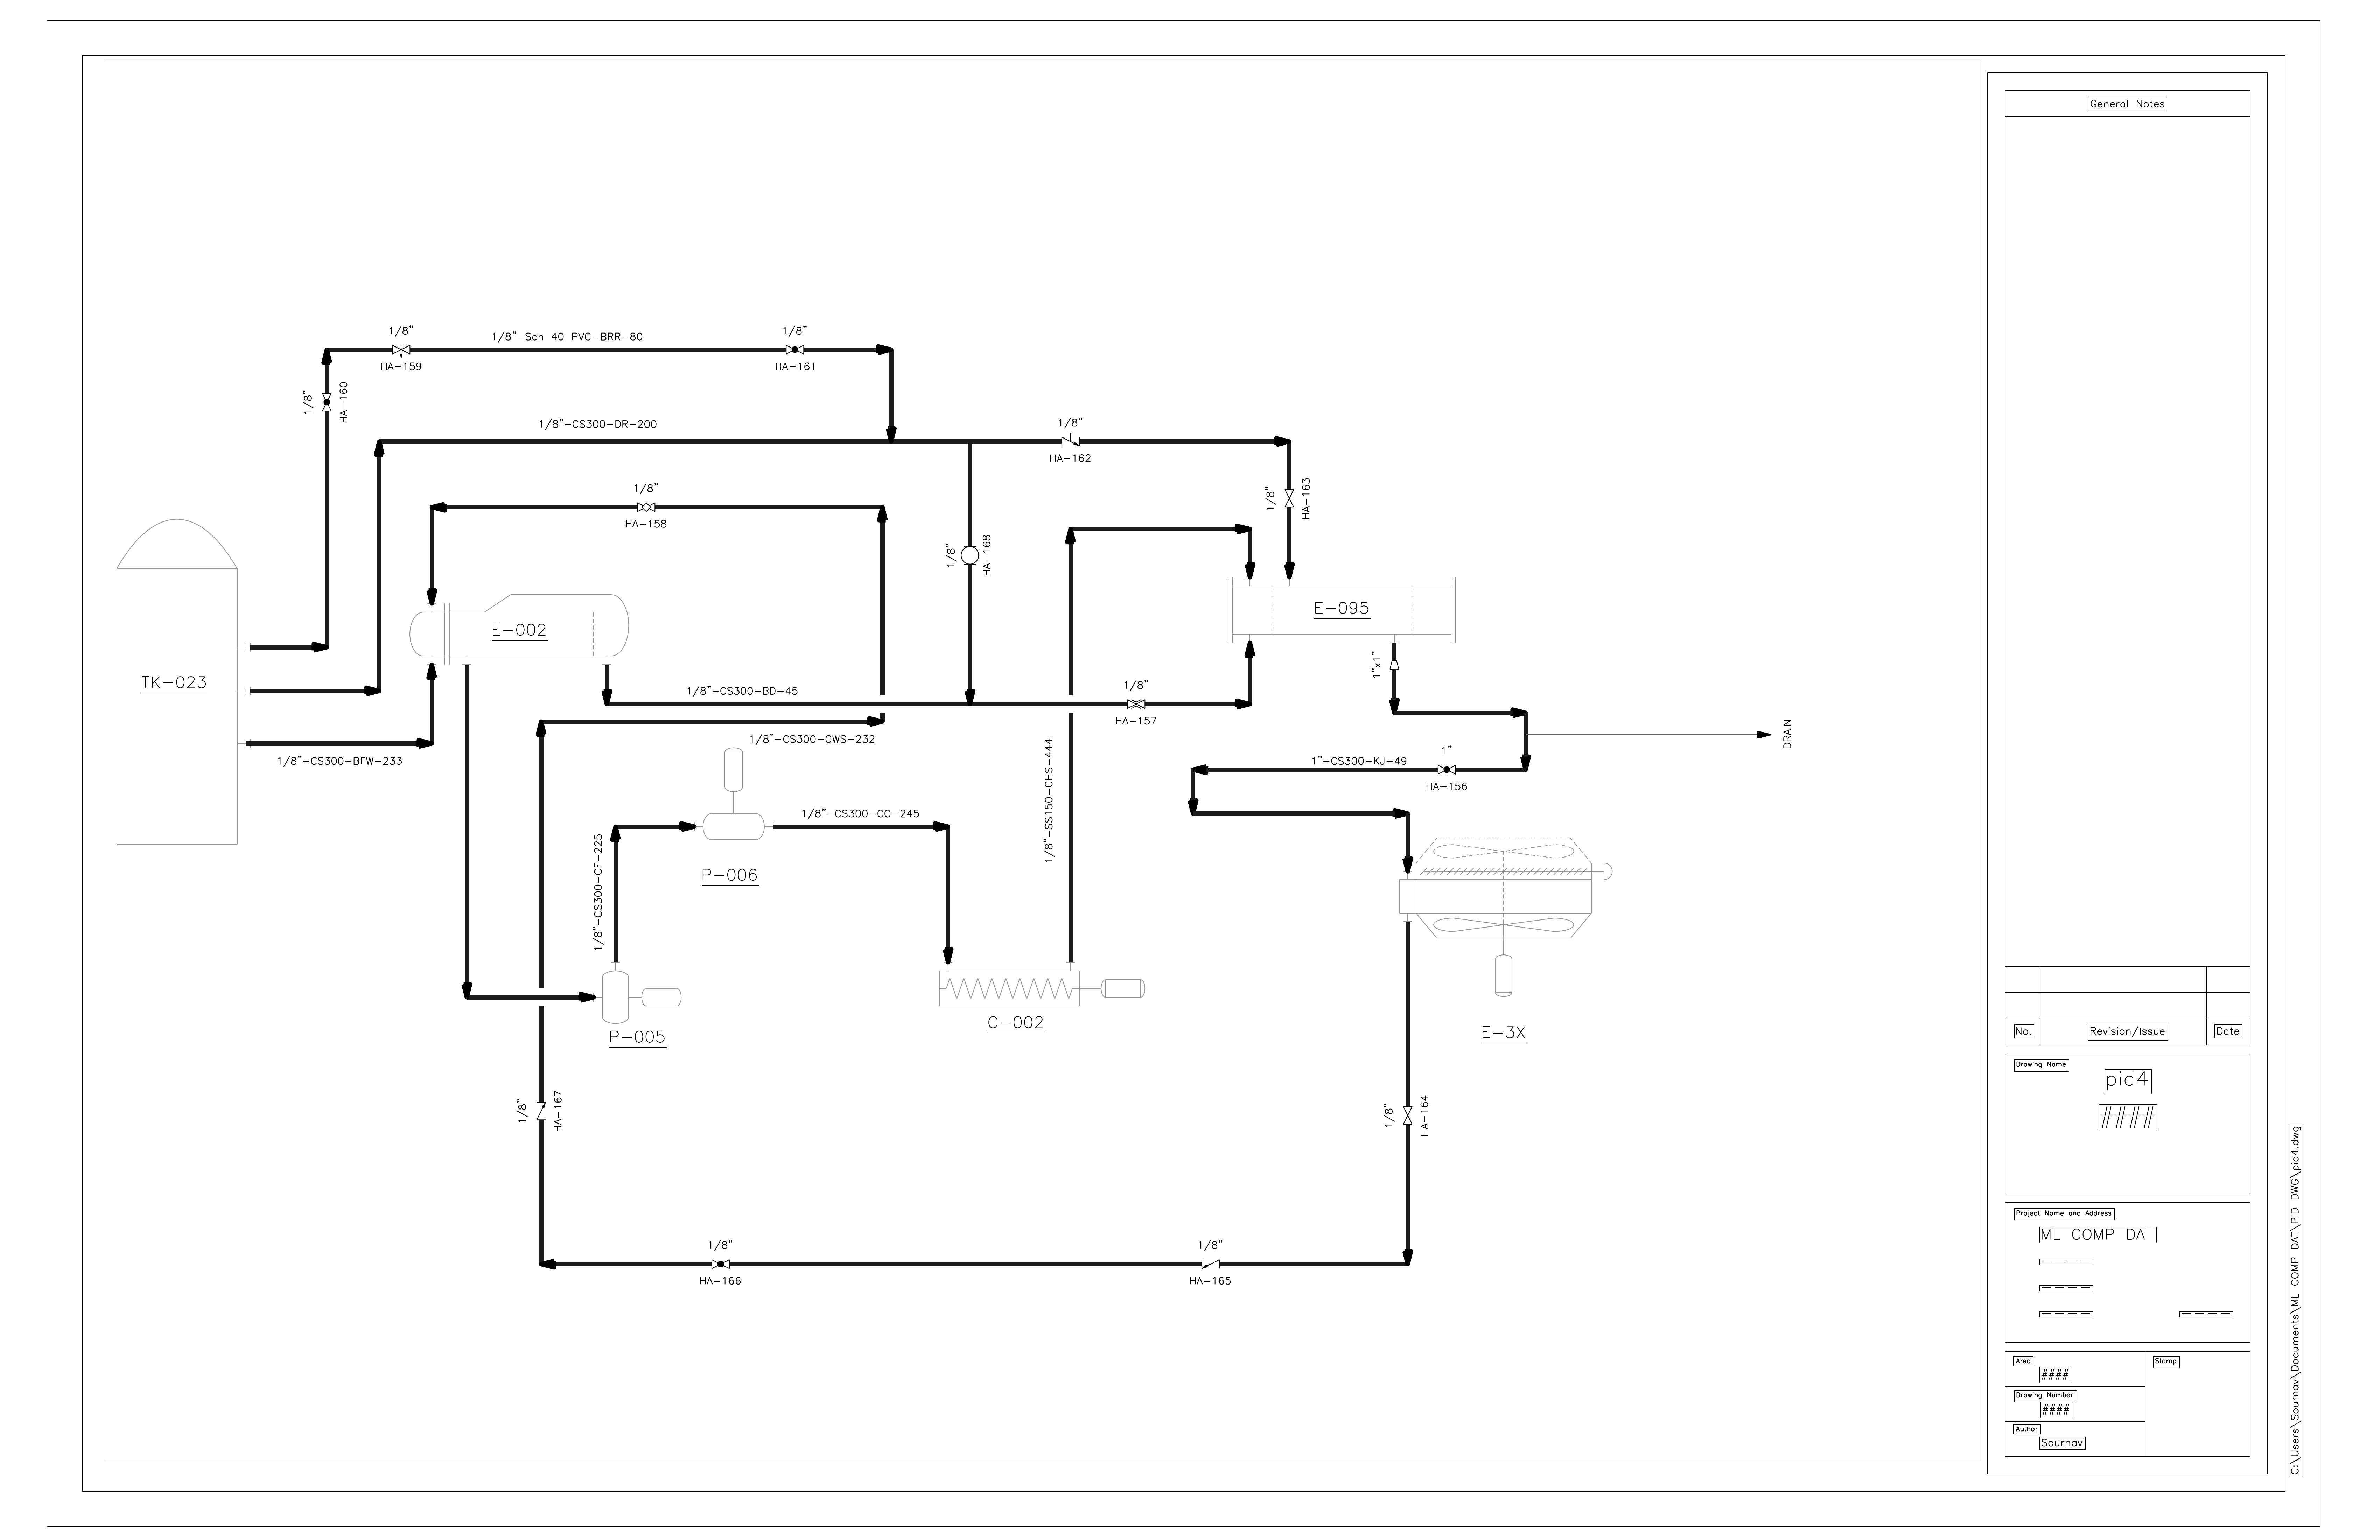 1/8"
1/8"-Sch 40 PVC-BRR-80
1/8"
HA-159
HA-161
1/8"
HA-160
1/8"-CS300-DR-200
1/8"
HA-162
1/8"
HA-158
1/8"
HA-163
1/8"
HA-168
TK-023
E-002
E-095
1"x1"
1/8"-CS300-BD-45
1/8"
HA-157
1/8"-CS300-CWS-232
1/8"-CS300-BFW-233
DRAIN
1"-CS300-KJ-49
1"
HA-156
1/8"-SS150-CHS-444
1/8"-CS300-CC-245
1/8"-CS300-CF-225
P-006
P-005
C-002
E-3X
1/8"
HA-167
1/8"
HA-164
1/8"
HA-166
1/8"
HA-165
General Notes
No.
Revision/Issue
Date
Drawing Name
pid4
####
Project Name and Address
ML COMP DAT
-----
-----
-----
-----
Area
####
Stamp
Drawing Number
####
Author
Sournav
C:\Users\Sournav\Documents\ML COMP DAT\PID DWG\pid4.dwg